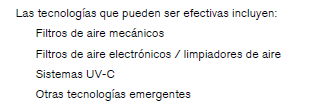 Las tecnologías que pueden ser efectivas incluyen:
Filtros de aire mecánicos
Filtros de aire electrónicos / limpiadores de aire
Sistemas UV-C
Otras tecnologías emergentes